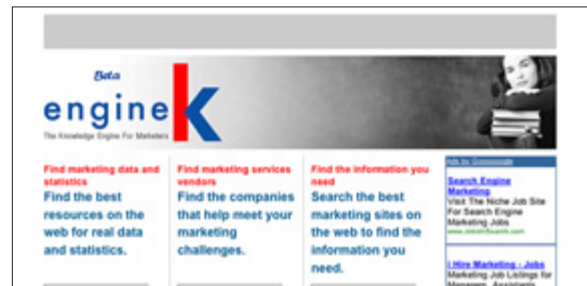 Beta
engine k
The Knowledge Engine For Marketers
Find marketing data and
statistics
Find the best
resources on the
web for real data
and statistics.
Find marketing services
vendors
Find the companies
that help meet your
marketing
challenges.
Find the information you
need
Search the best
marketing sites on
the web to find the
information you
need.
Ads by Goooooogle
Search Engine
Marketing
Visit The Niche Job Site
For Search Engine
Marketing Jobs
I Hire Marketing - Jobs
Marketing Job Listings for
Managers, Assistants